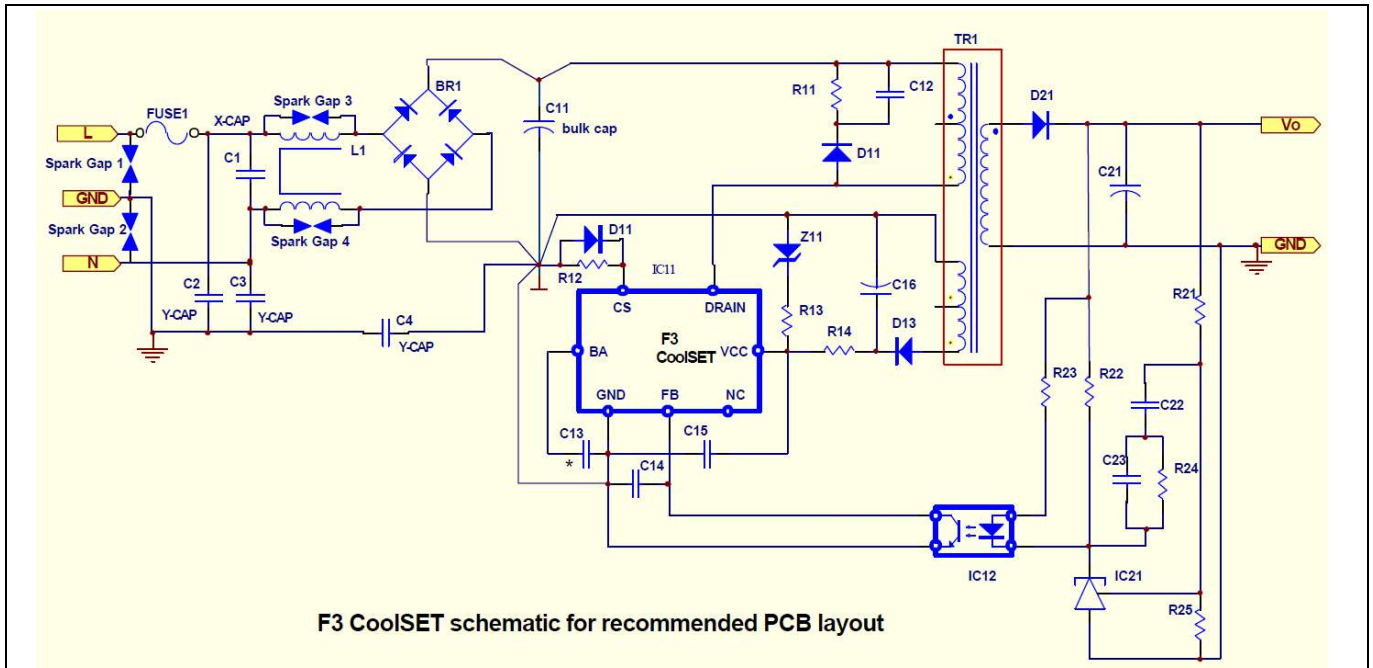 TR1
FUSE1
X-CAP
Spark Gap 3
BR1
C11
bulk cap
R11
C12
D21
L
Vo
L1
Spark Gap 1
C1
D11
C21
GND
Spark Gap 2
Spark Gap 4
D11
Z11
GND
N
R12
IC11
C2
C3
CS
DRAIN
C16
R21
Y-CAP
Y-CAP
C4
Y-CAP
F3
CoolSET
R13
R14
D13
BA
VCC
R23
R22
GND
FB
NC
C22
C13
*
C15
C14
C23
R24
IC12
IC21
R25
F3 CoolSET schematic for recommended PCB layout